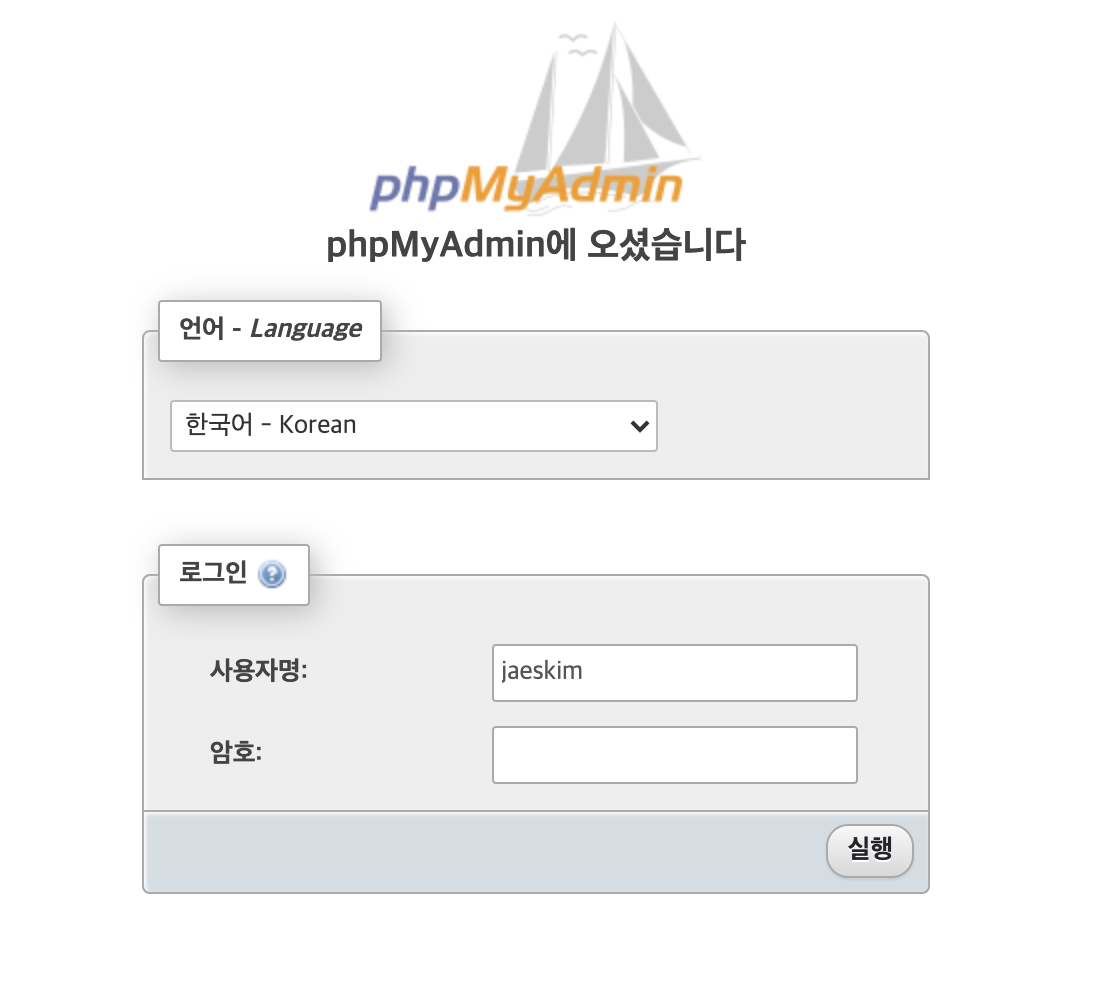 phpMyAdmin
phpMyAdmin에 오셨습니다
언어 - Language
한국어 - Korean
로그인
사용자명:
jaeskim
암호:
실행